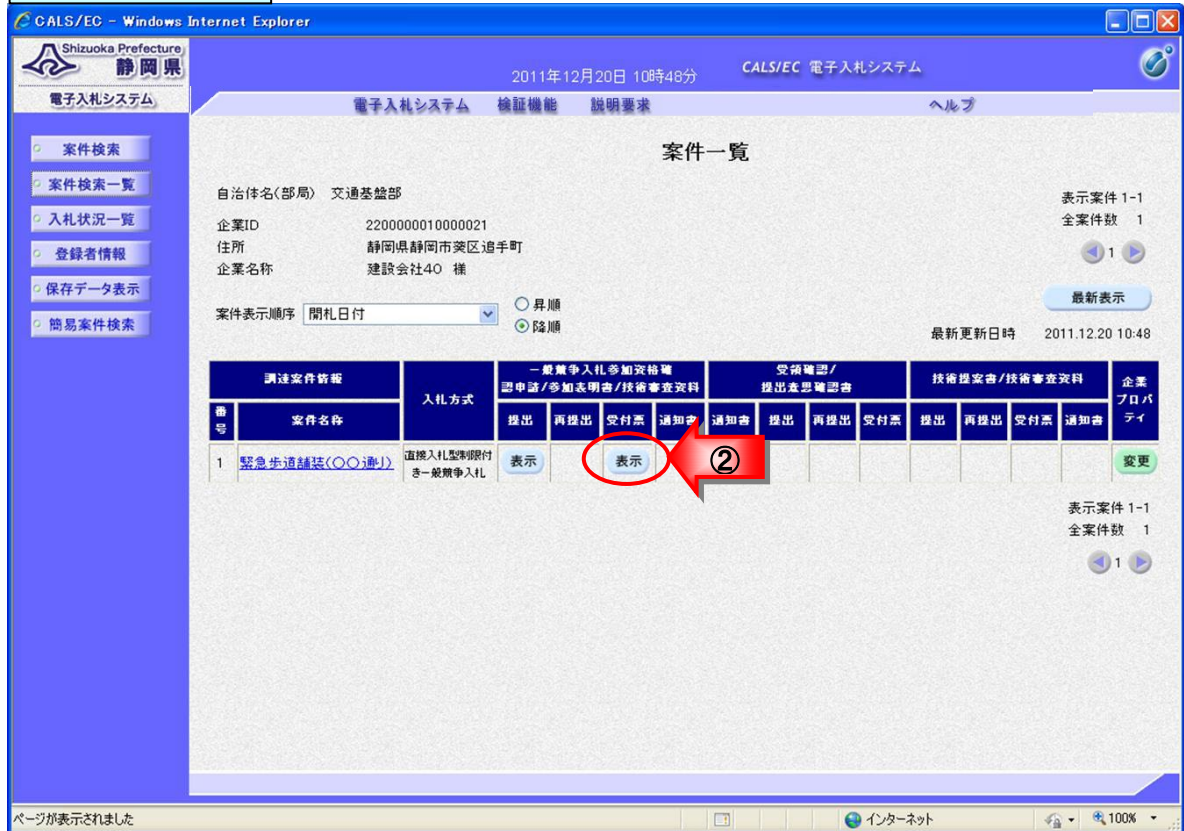 CALS/EC - Windows Internet Explorer
Shizuoka Prefecture
静岡県
電子入札システム
2011年12月20日 10時48分
CALS/EC 電子入札システム
電子入札システム 検証機能 説明要求 ヘルプ
案件検索
案件検索一覧
入札状況一覧
登録者情報
保存データ表示
簡易案件検索
案件一覧
自治体名(部局) 交通基盤部
表示案件 1-1
企業ID 2200000010000021
全案件数 1
住所 静岡県静岡市葵区追手町
1
企業名称 建設会社40 様
最新表示
案件表示順序 開札日付
昇順
降順
最新更新日時 2011.12.20 10:48
調達案件情報
入札方式
一般競争入札参加資格確
認申請/参加表明書/技術審査資料
受領確認/
提出意思確認書
技術提案書/技術審査資料
企業
プロパ
ティ
番号 案件名称 提出 再提出 受付票 通知書 通知書 提出 再提出 受付票 提出 再提出 受付票 通知書
1 緊急歩道舗装(〇〇通り) 直接入札型制限付
き一般競争入札
表示 表示 ② 変更
表示案件 1-1
全案件数 1
1
ページが表示されました
インターネット
100%